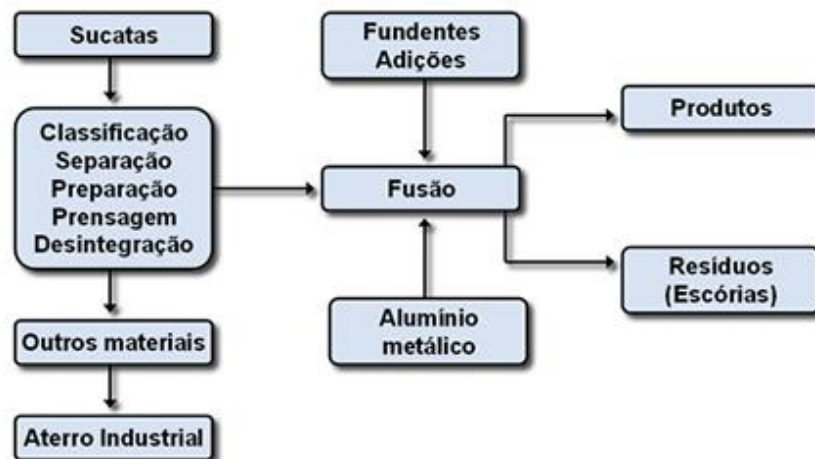 Sucatas
Classificação
Separação
Preparação
Prensagem
Desintegração
Outros materiais
Aterro Industrial
Fundentes
Adições
Fusão
Alumínio
metálico
Produtos
Resíduos
(Escórias)